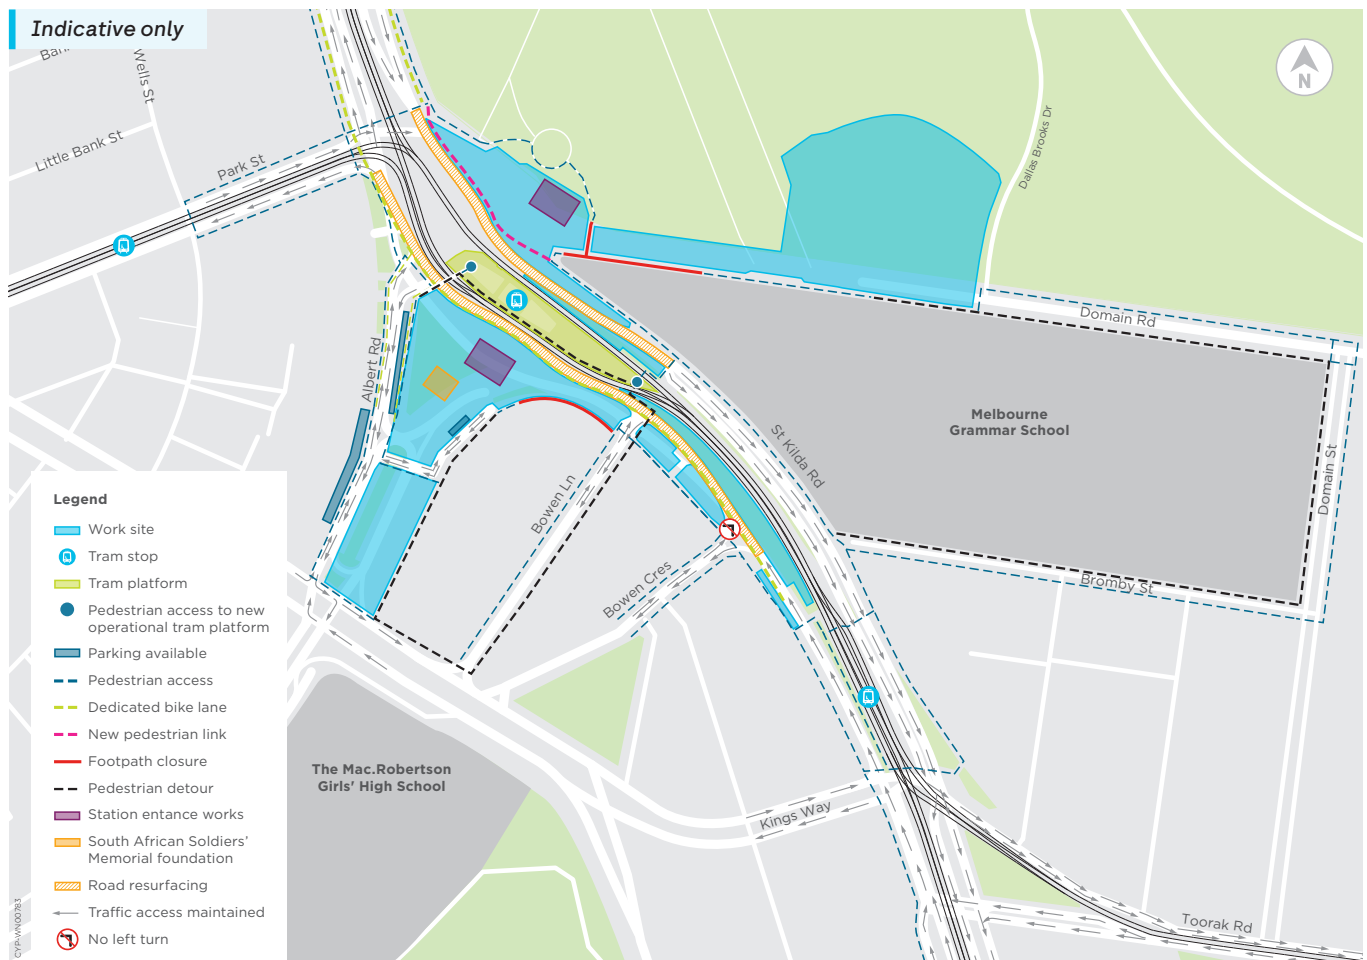 Indicative only
N
Ban
Wells St
Little Bank St
Park St
Dallas Brooks Dr
Domain Rd
Albert Rd
Melbourne
Grammar School
St Kilda Rd
Domain St
Bowen Ln
Bowen Cres
Bromby St
The Mac.Robertson
Girls' High School
Kings Way
Toorak Rd
Legend
Work site
Tram stop
Tram platform
Pedestrian access to new
operational tram platform
Parking available
Pedestrian access
Dedicated bike lane
New pedestrian link
Footpath closure
Pedestrian detour
Station entance works
South African Soldiers'
Memorial foundation
Road resurfacing
Traffic access maintained
No left turn
CYP-WN00783